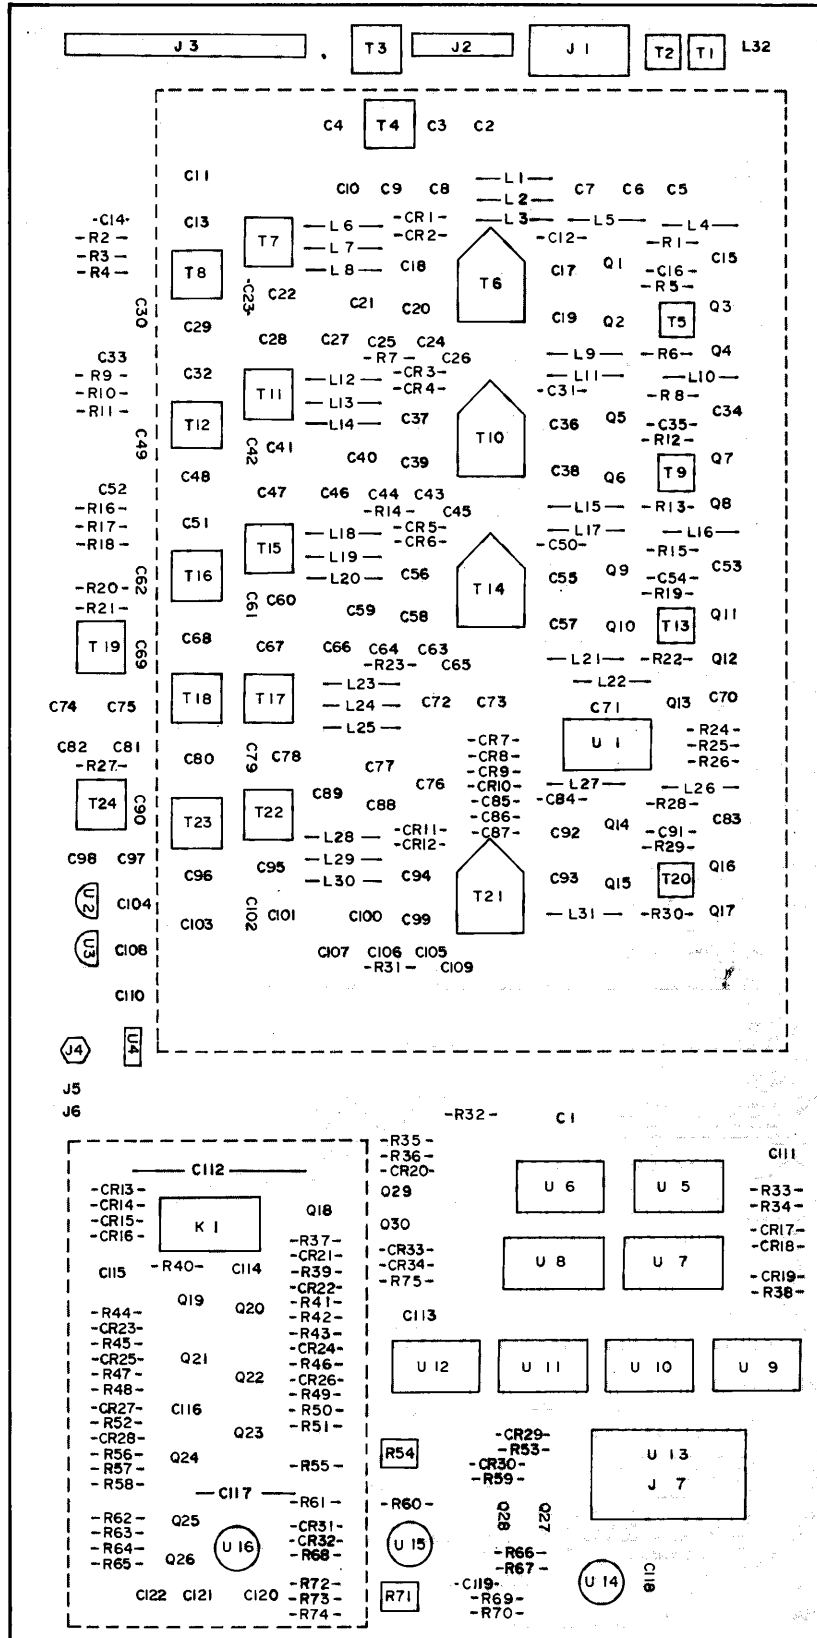 J3 T3 J2 J1 T2 T1 L32
C4 T4 C3 C2
C11 L1
C10 C9 C8 L2 C7 C6 C5
-C14- C13 L6 -CR1- L3 L5 L4
-R2- T7 L7 -CR2- -C12- -R1-
-R3- T8 L8 C18 T6 C17 Q1 -C16- C15
-R4- -C23- C22 -R5-
C30 C21 C20 C19 Q2 T5 Q3
C29 C28 C27 C25 C24 L9 -R6- Q4
C33 C32 -R7- C26
-R9- T11 L12 -CR3- L11 L10
-R10- L13 -CR4- -C31- -R8-
-R11- T12 L14 C37 T10 C36 Q5 -C35- C34
C49 C42 C41 -R12-
C40 C39 C38 Q6 T9 Q7
C48 C47 C46 C44 C43 L15 -R13- Q8
C52 -R14- C45
-R16- C51 L18 -CR5- L17 L16
-R17- T15 -CR6- -C50- -R15-
-R18- L19
C62 T16 L20 C56 T14 C55 Q9 -C54- C53
-R20- C61 C60 -R19-
-R21- C59 C58 C57 Q10 T13 Q11
T19 C69 C68 C67 C66 C64 C63 L21 -R22- Q12
-R23- C65
T18 T17 L23 L22
C74 C75 L24 C72 C73 C71 Q13 C70
L25 U1 -R24-
C82 C81 C80 C79 C78 -CR7- -R25-
-R27- C77 -CR8- -R26-
-CR9-
T24 C90 C89 C76 -CR10- L27 L26
T23 T22 C88 -C85- -C84- -R28-
-C86- C83
L28 -CR11- -C87- C92 Q14 -C91-
-CR12- -R29-
C98 C97 C96 C95 L29 C94 T21 C93 Q15 T20 Q16
L30
U2 C104 C103 C102 C101 C100 C99 L31 -R30- Q17
U3 C108 C107 C106 C105
-R31- C109
C110
J4 U4
J5
J6
-R32- C1
-R35-
-R36- C111
C112 -CR20-
-CR13- Q29 U6 U5 -R33-
-CR14- K1 Q18 -R34-
-CR15- Q30 -CR17-
-CR16- -R37- -CR33- -CR18-
-CR21- -CR34- U8 U7
C115 -R40- C114 -R39- -R75- -CR19-
-CR22- -R38-
Q19 Q20 -R41-
-R44- -R42- C113
-CR23- -R43-
-R45- -CR24-
-CR25- Q21 -R46- U12 U11 U10 U9
-R47- Q22 -CR26-
-R48- -R49-
-CR27- C116 -R50-
-R52- Q23 -R51- -CR29-
-CR28- -R53-
-R56- Q24 R54 -CR30- U13
-R57- -R55- -R59- J7
-R58-
C117 -R61- -R60-
-R62- Q25 Q28 Q27
-R63- -CR31-
-R64- U16 -CR32- U15
-R65- Q26 -R68- -R66-
-R67-
-R72- -C119- U14 C118
C122 C121 C120 -R73- R71 -R69-
-R74- -R70-